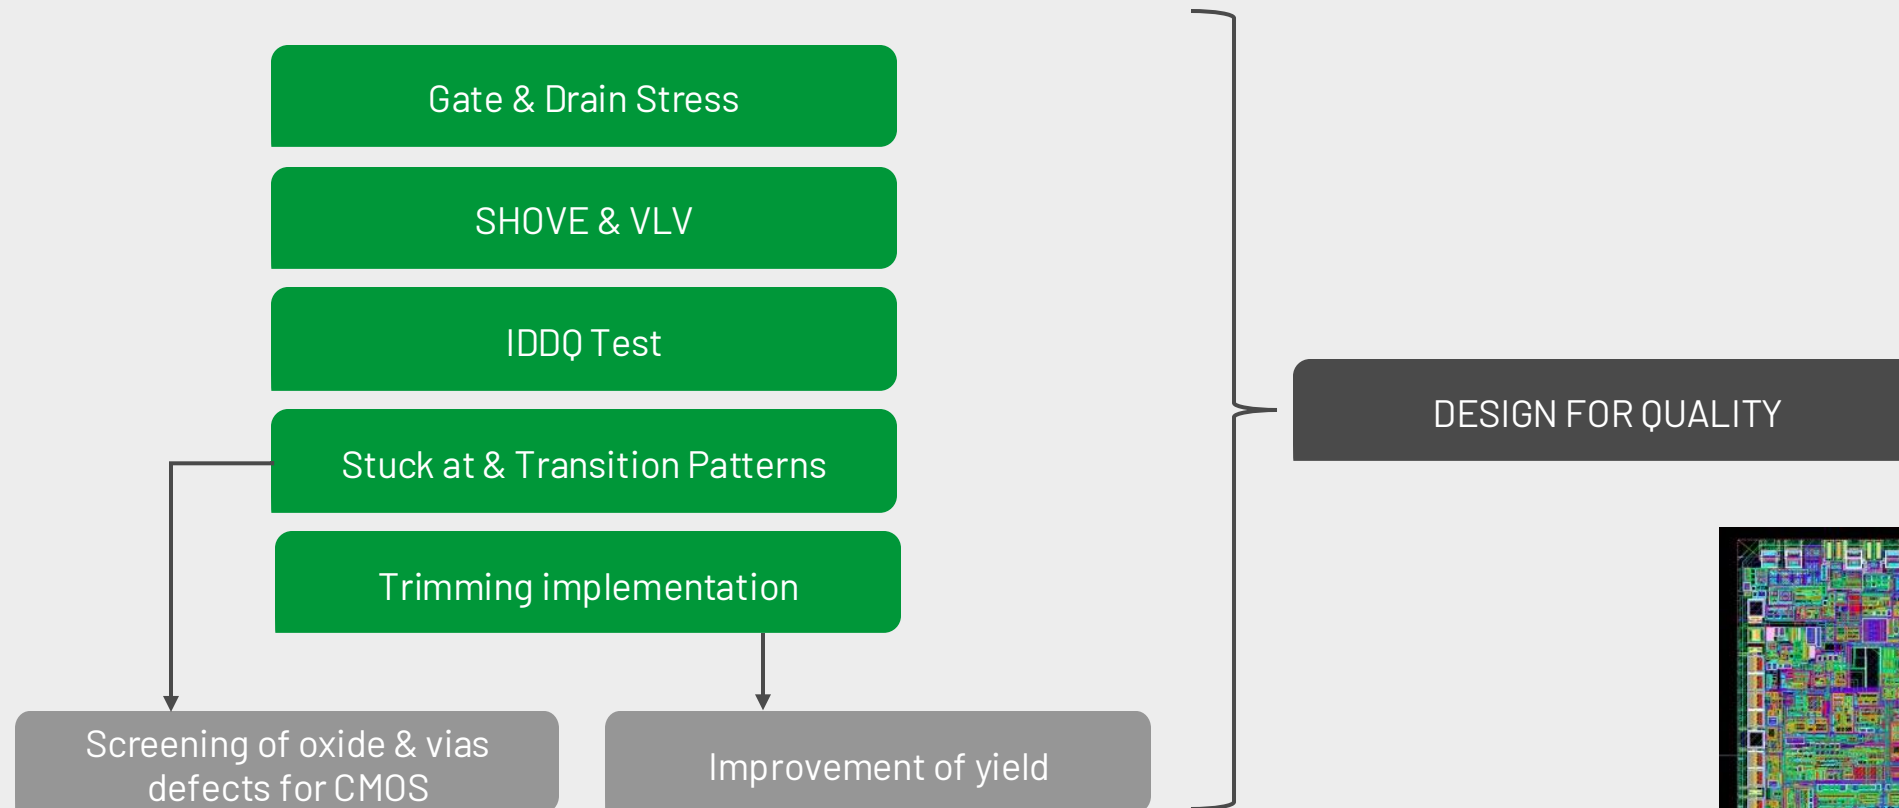 Gate & Drain Stress
SHOVE & VLV
IDDQ Test
Stuck at & Transition Patterns
Trimming implementation
Screening of oxide & vias
defects for CMOS
Improvement of yield
DESIGN FOR QUALITY